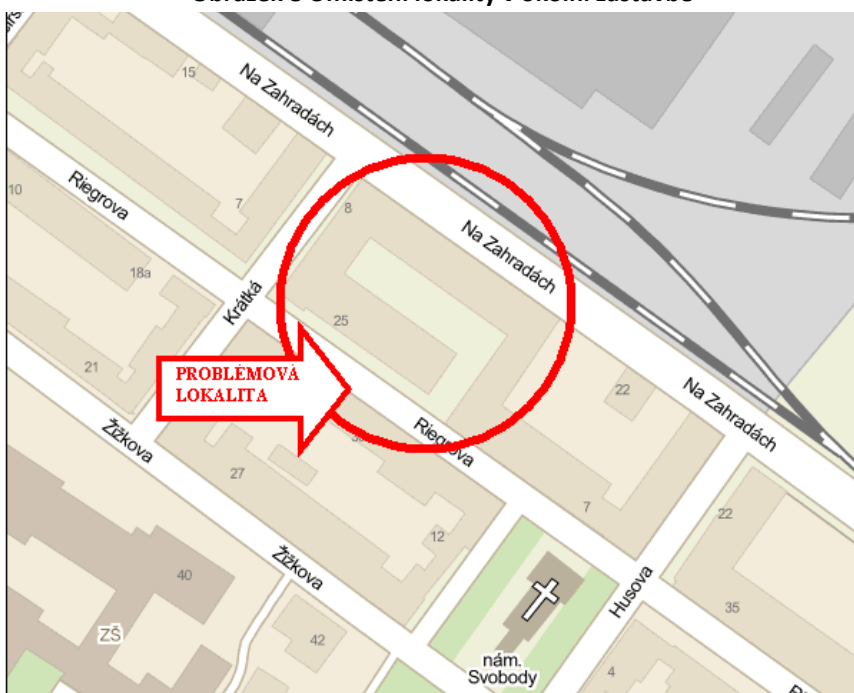 15
Na Zahradách
Riegrova
10
7
8
Na Zahradách
18a
Krátká
25
21
PROBLÉMOVÁ
LOKALITA
22
Na Zahradách
Žižkova
Riegrova
27
7
12
22
Žižkova
40
Husova
35
ZŠ
42
nám.
Svobody
4